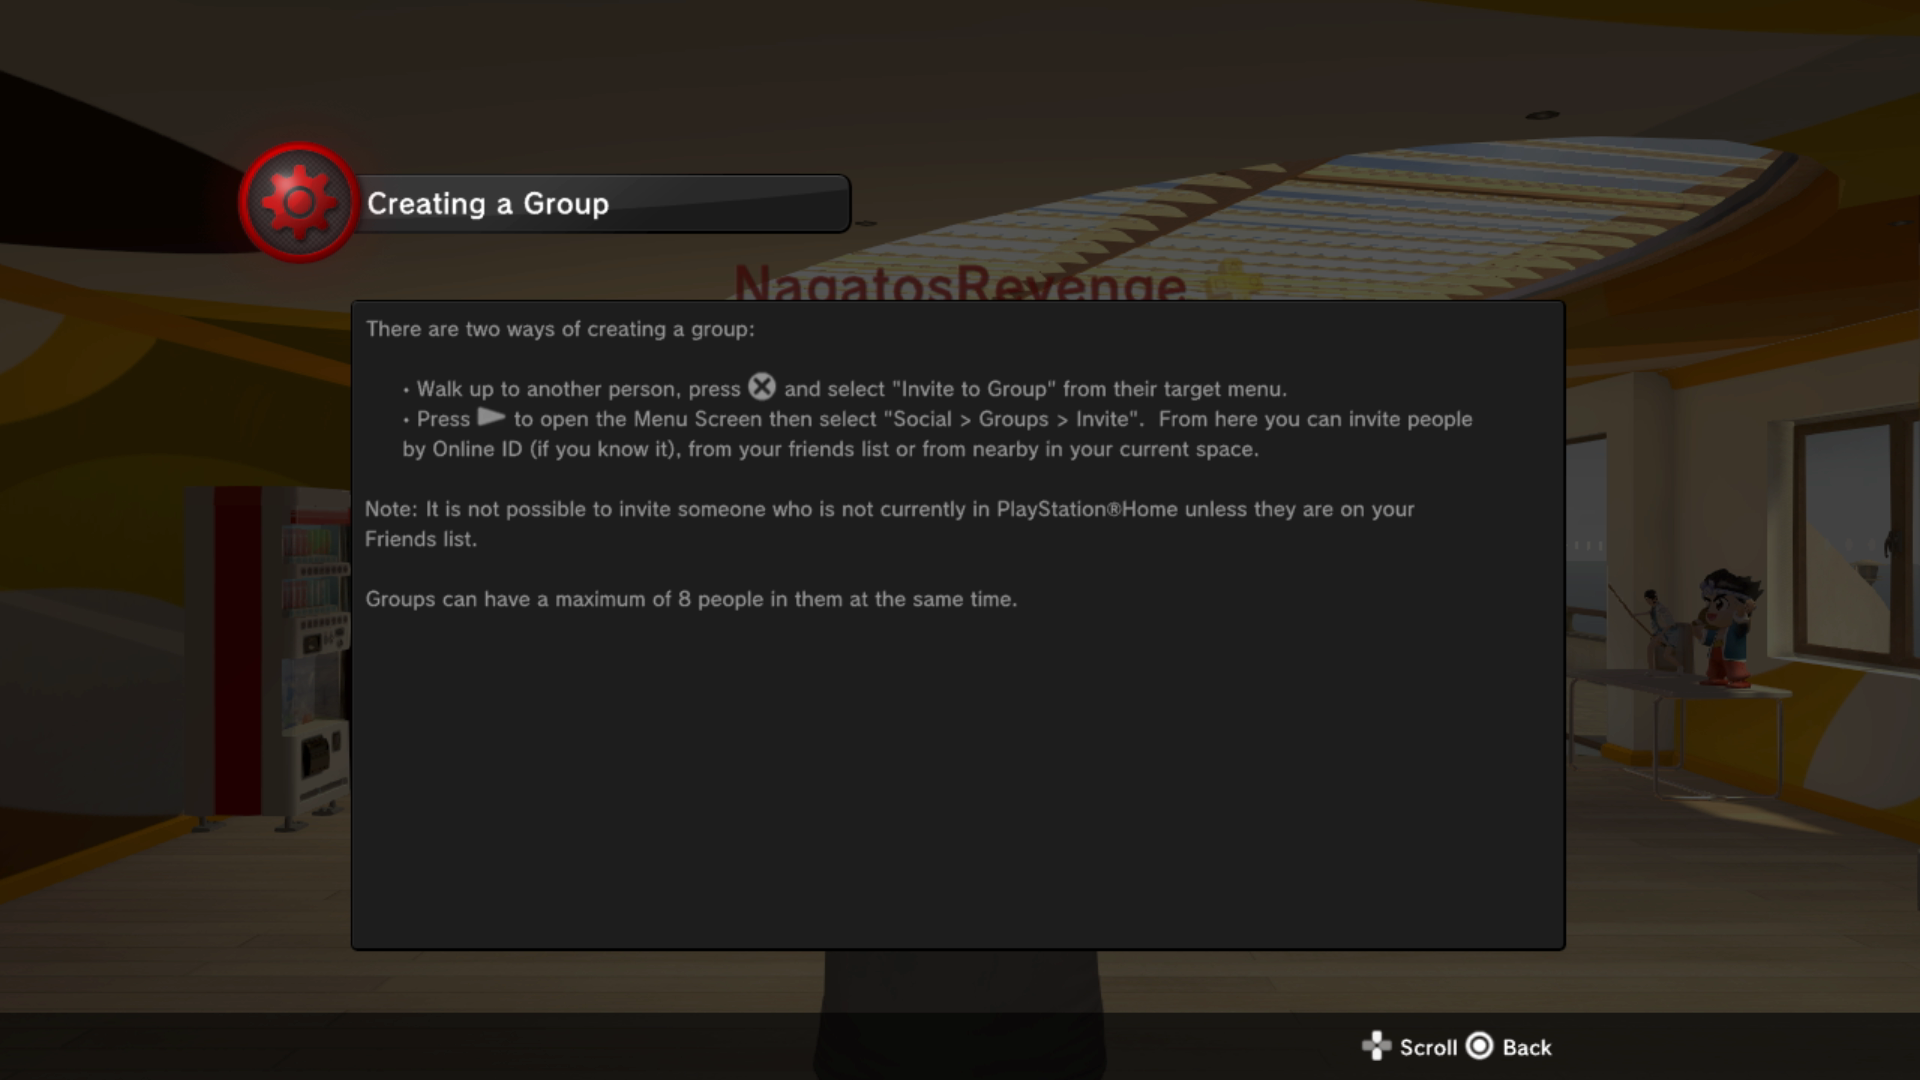 Creating a Group
NagatosRevenge
There are two ways of creating a group:
• Walk up to another person, press and select "Invite to Group" from their target menu.
• Press to open the Menu Screen then select "Social > Groups > Invite".  From here you can invite people
by Online ID (if you know it), from your friends list or from nearby in your current space.
Note: It is not possible to invite someone who is not currently in PlayStation®Home unless they are on your
Friends list.
Groups can have a maximum of 8 people in them at the same time.
Scroll Back